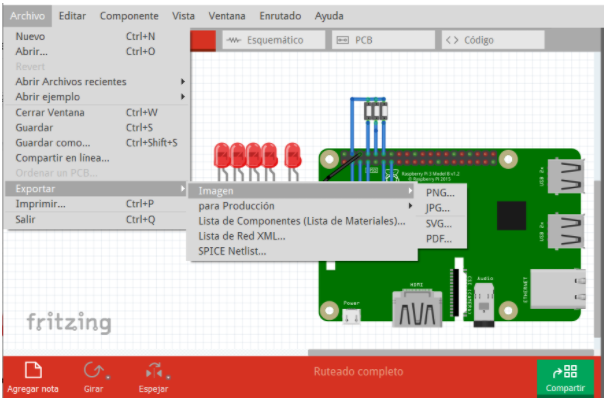 Archivo Editar Componente Vista Ventana Enrutado Ayuda
Esquemático PCB <> Código
Nuevo Ctrl+N
Abrir... Ctrl+O
Revert
Abrir Archivos recientes
Abrir ejemplo
Cerrar Ventana Ctrl+W
Guardar Ctrl+S
Guardar como... Ctrl+Shift+S
Compartir en línea...
Ordenar un PCB...
Exportar
Imprimir... Ctrl+P
Salir Ctrl+Q
Imagen
para Producción
Lista de Componentes (Lista de Materiales)...
Lista de Red XML...
SPICE Netlist...
PNG...
JPG...
SVG...
PDF...
Raspberry Pi 3 Model B v1.2
© Raspberry Pi 2015
USB 2x
USB 2x
ETHERNET
Power
HDMI
Audio
fritzing
Agregar nota Girar Espejar
Ruteado completo
Compartir